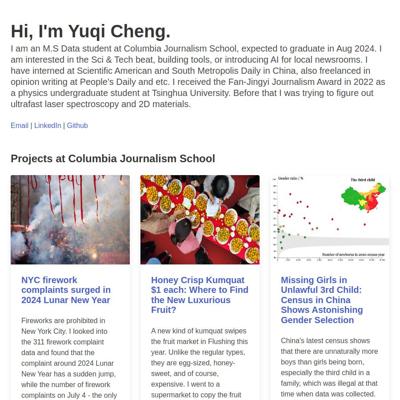 Hi, I'm Yuqi Cheng.
I am an M.S Data student at Columbia Journalism School, expected to graduate in Aug 2024. I
am interested in the Sci & Tech beat, building tools, or introducing AI for local newsrooms. I
have interned at Scientific American and South Metropolis Daily in China, also freelanced in
opinion writing at People's Daily and etc. I received the Fan-Jingyi Journalism Award in 2022 as
a physics undergraduate student at Tsinghua University. Before that I was trying to figure out
ultrafast laser spectroscopy and 2D materials.
Email | LinkedIn | Github
Projects at Columbia Journalism School
NYC firework
complaints surged in
2024 Lunar New Year
Fireworks are prohibited in
New York City. I looked into
the 311 firework complaint
data and found that the
complaint around 2024 Lunar
New Year has a sudden jump,
while the number of firework
complaints on July 4 - the only
Honey Crisp Kumquat
$1 each: Where to Find
the New Luxurious
Fruit?
A new kind of kumquat swipes
the fruit market in Flushing this
year. Unlike the regular types,
they are egg-sized, honey-
sweet, and of course,
expensive. I went to a
supermarket to copy the fruit
Gender ratio / %
The third child
Number of newborns in 2020 census year
Missing Girls in
Unlawful 3rd Child:
Census in China
Shows Astonishing
Gender Selection
China's latest census shows
that there are unnaturally more
boys than girls being born,
especially the third child in a
family, which was illegal at that
time when data was collected.